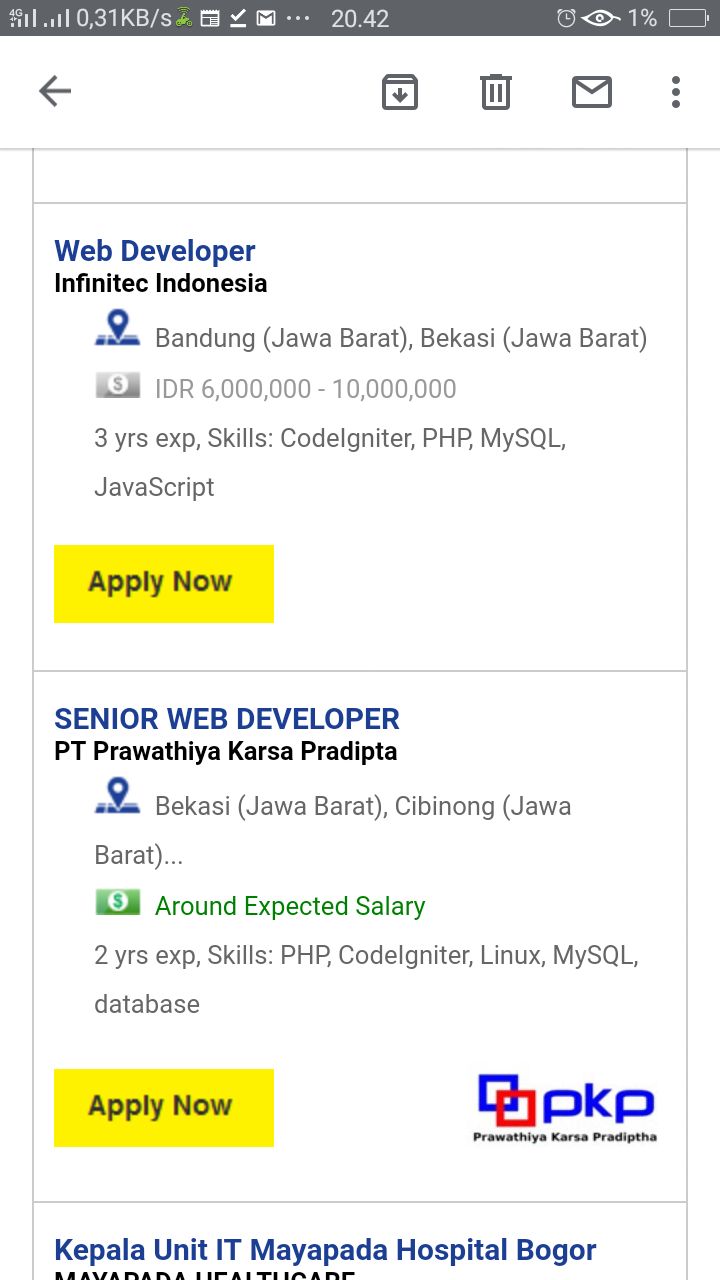 4G 0,31KB/s ... 20.42 1%
Web Developer
Infinitec Indonesia
Bandung (Jawa Barat), Bekasi (Jawa Barat)
$ IDR 6,000,000 - 10,000,000
3 yrs exp, Skills: CodeIgniter, PHP, MySQL,
JavaScript
Apply Now
SENIOR WEB DEVELOPER
PT Prawathiya Karsa Pradipta
Bekasi (Jawa Barat), Cibinong (Jawa
Barat)...
$ Around Expected Salary
2 yrs exp, Skills: PHP, CodeIgniter, Linux, MySQL,
database
Apply Now
pkp
Prawathiya Karsa Pradiptha
Kepala Unit IT Mayapada Hospital Bogor
MAYAPADA HEALTHCARE